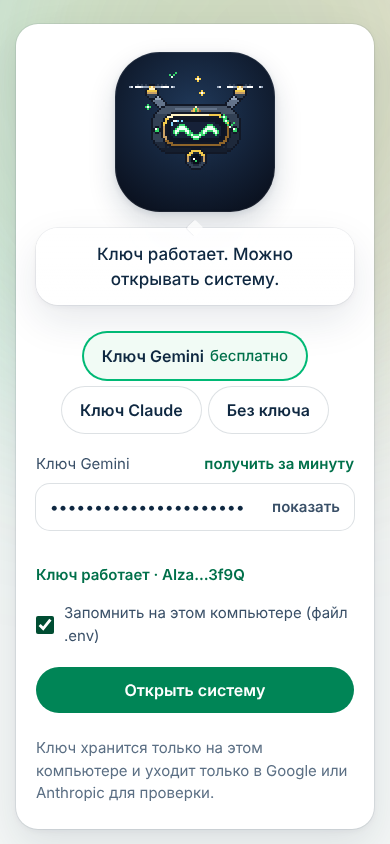 Ключ работает. Можно
открывать систему.
Ключ Gemini бесплатно
Ключ Claude
Без ключа
Ключ Gemini
получить за минуту
показать
Ключ работает · AIza…3f9Q
Запомнить на этом компьютере (файл
.env)
Открыть систему
Ключ хранится только на этом
компьютере и уходит только в Google или
Anthropic для проверки.